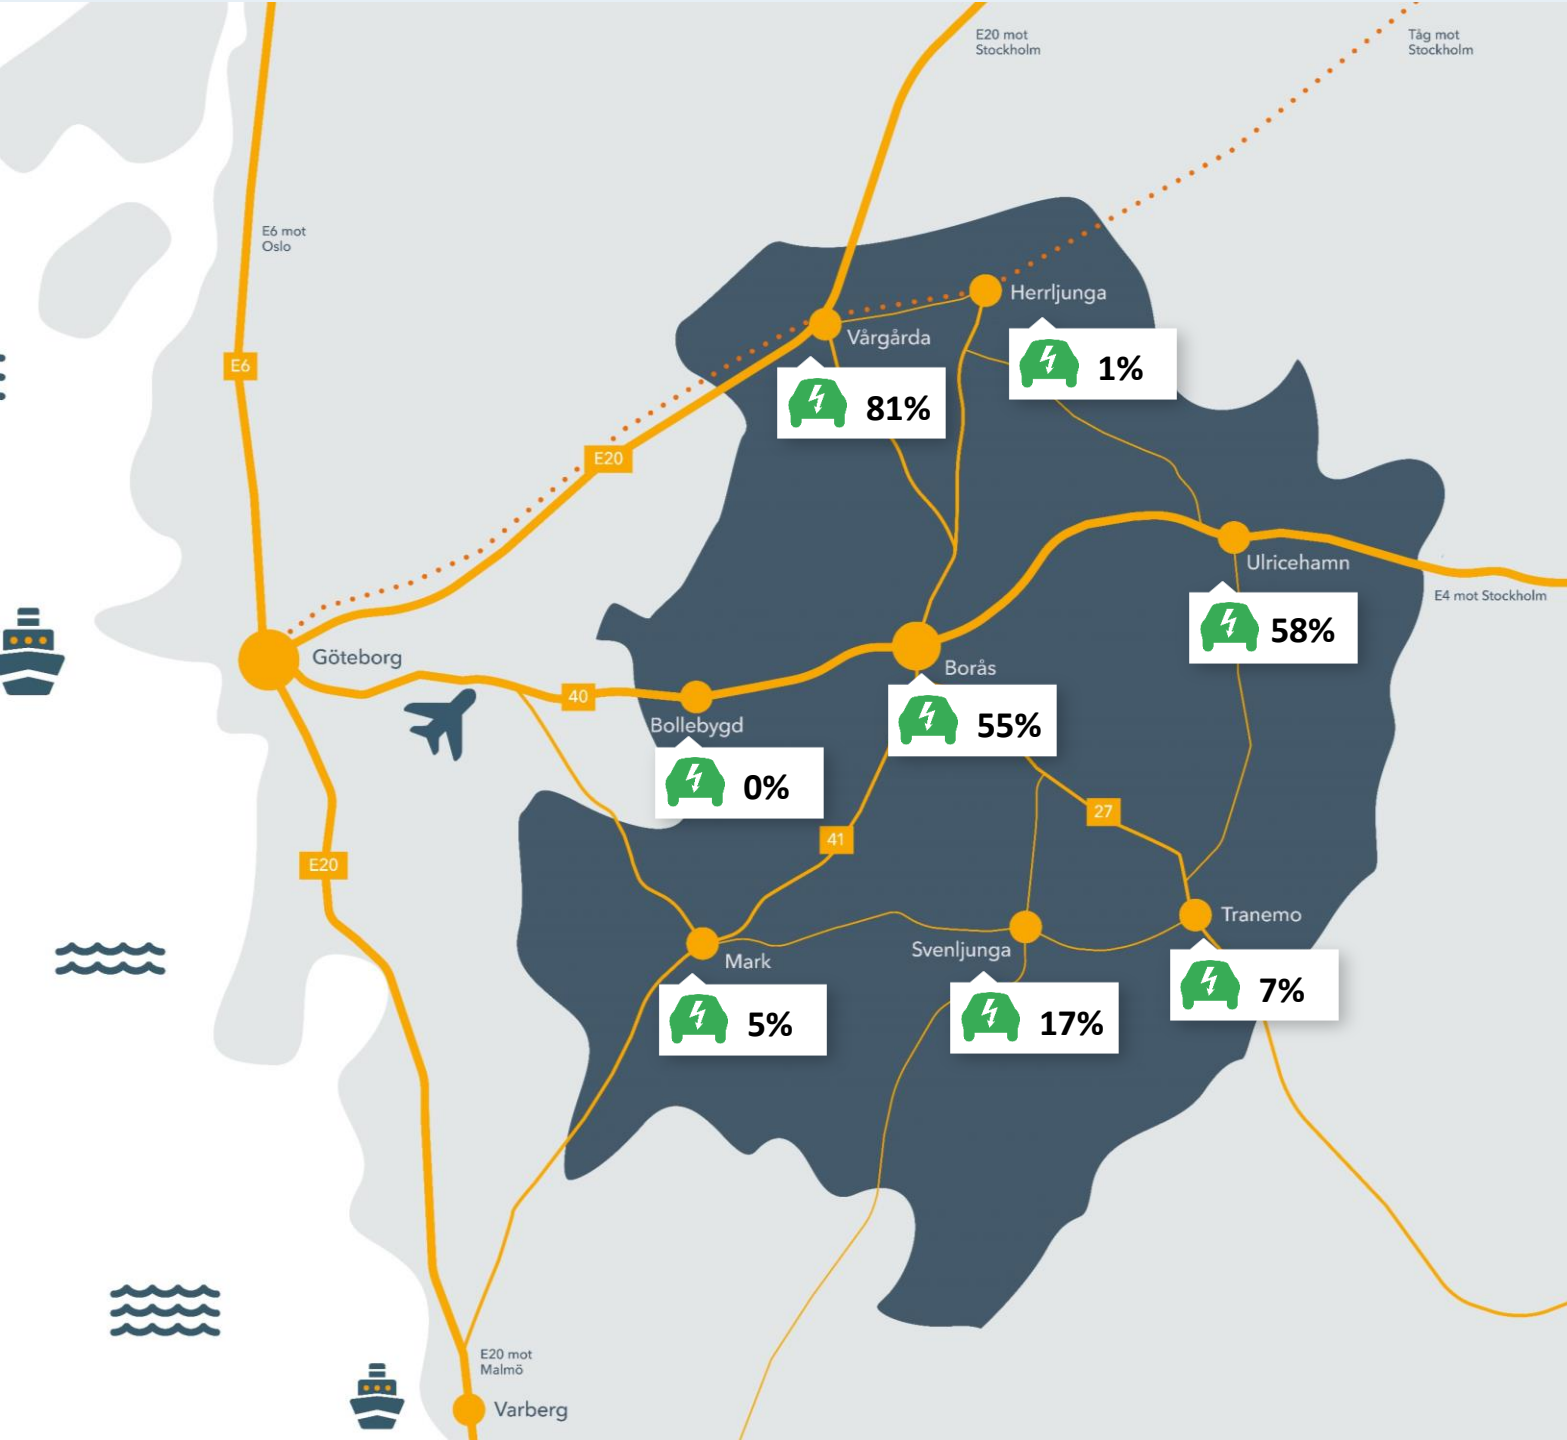 E20 mot
Stockholm
Tåg mot
Stockholm
E6 mot
Oslo
Herrljunga
Vårgårda
E6
1%
81%
E20
Ulricehamn
E4 mot Stockholm
58%
Göteborg
Borås
40
Bollebygd
55%
0%
27
41
E20
Tranemo
Svenljunga
Mark
7%
5%
17%
E20 mot
Malmö
Varberg